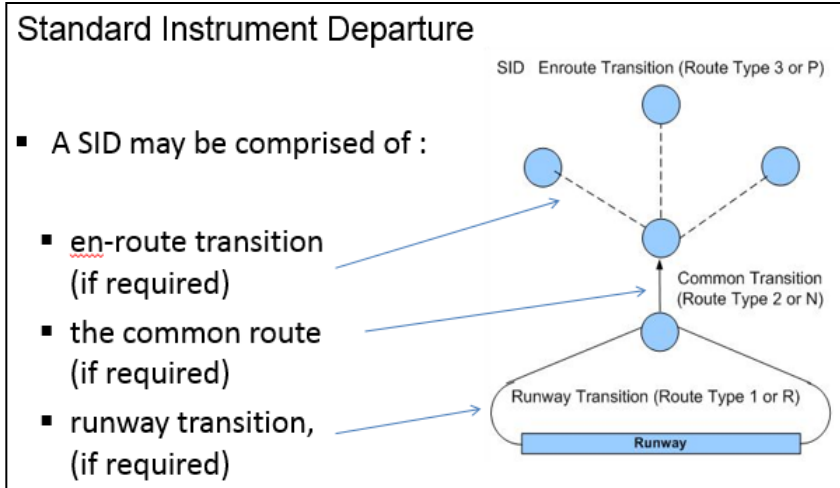 Standard Instrument Departure
▪ A SID may be comprised of :
▪ en-route transition
(if required)
▪ the common route
(if required)
▪ runway transition,
(if required)
SID Enroute Transition (Route Type 3 or P)
Common Transition
(Route Type 2 or N)
Runway Transition (Route Type 1 or R)
Runway